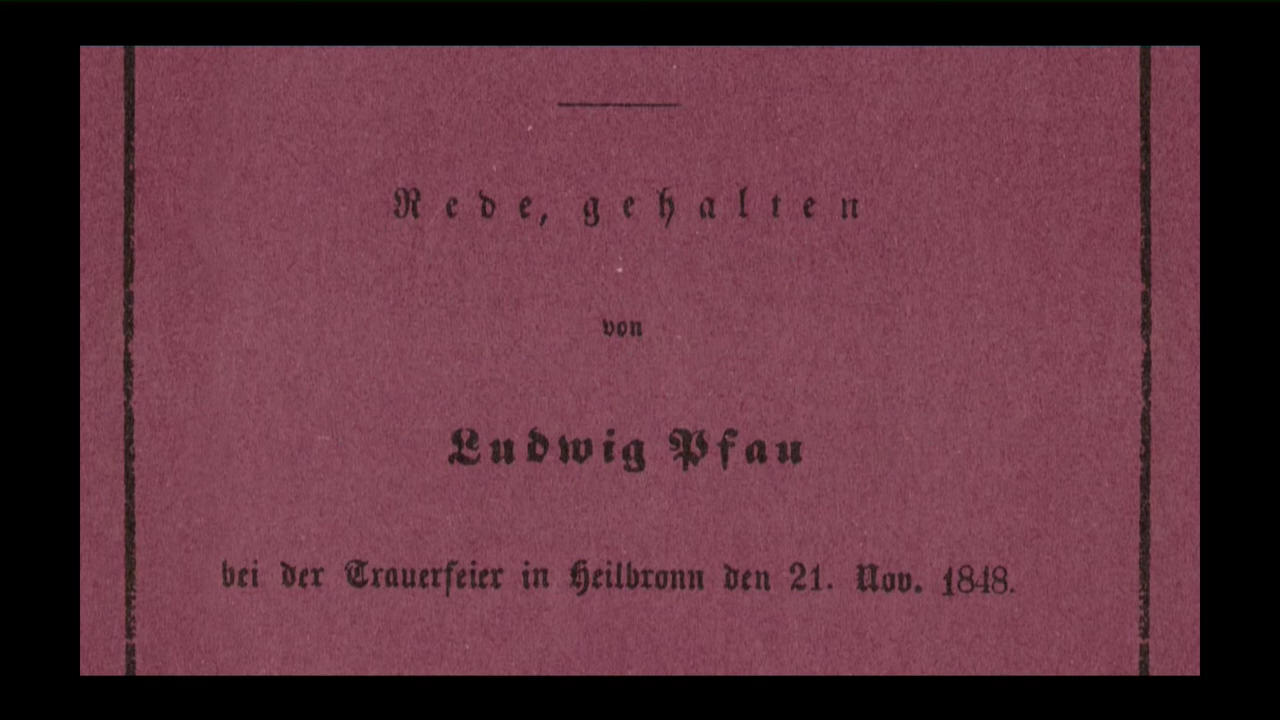 Rede, gehalten
von
Ludwig Pfau
bei der Trauerfeier in Heilbronn den 21. Nov. 1848.